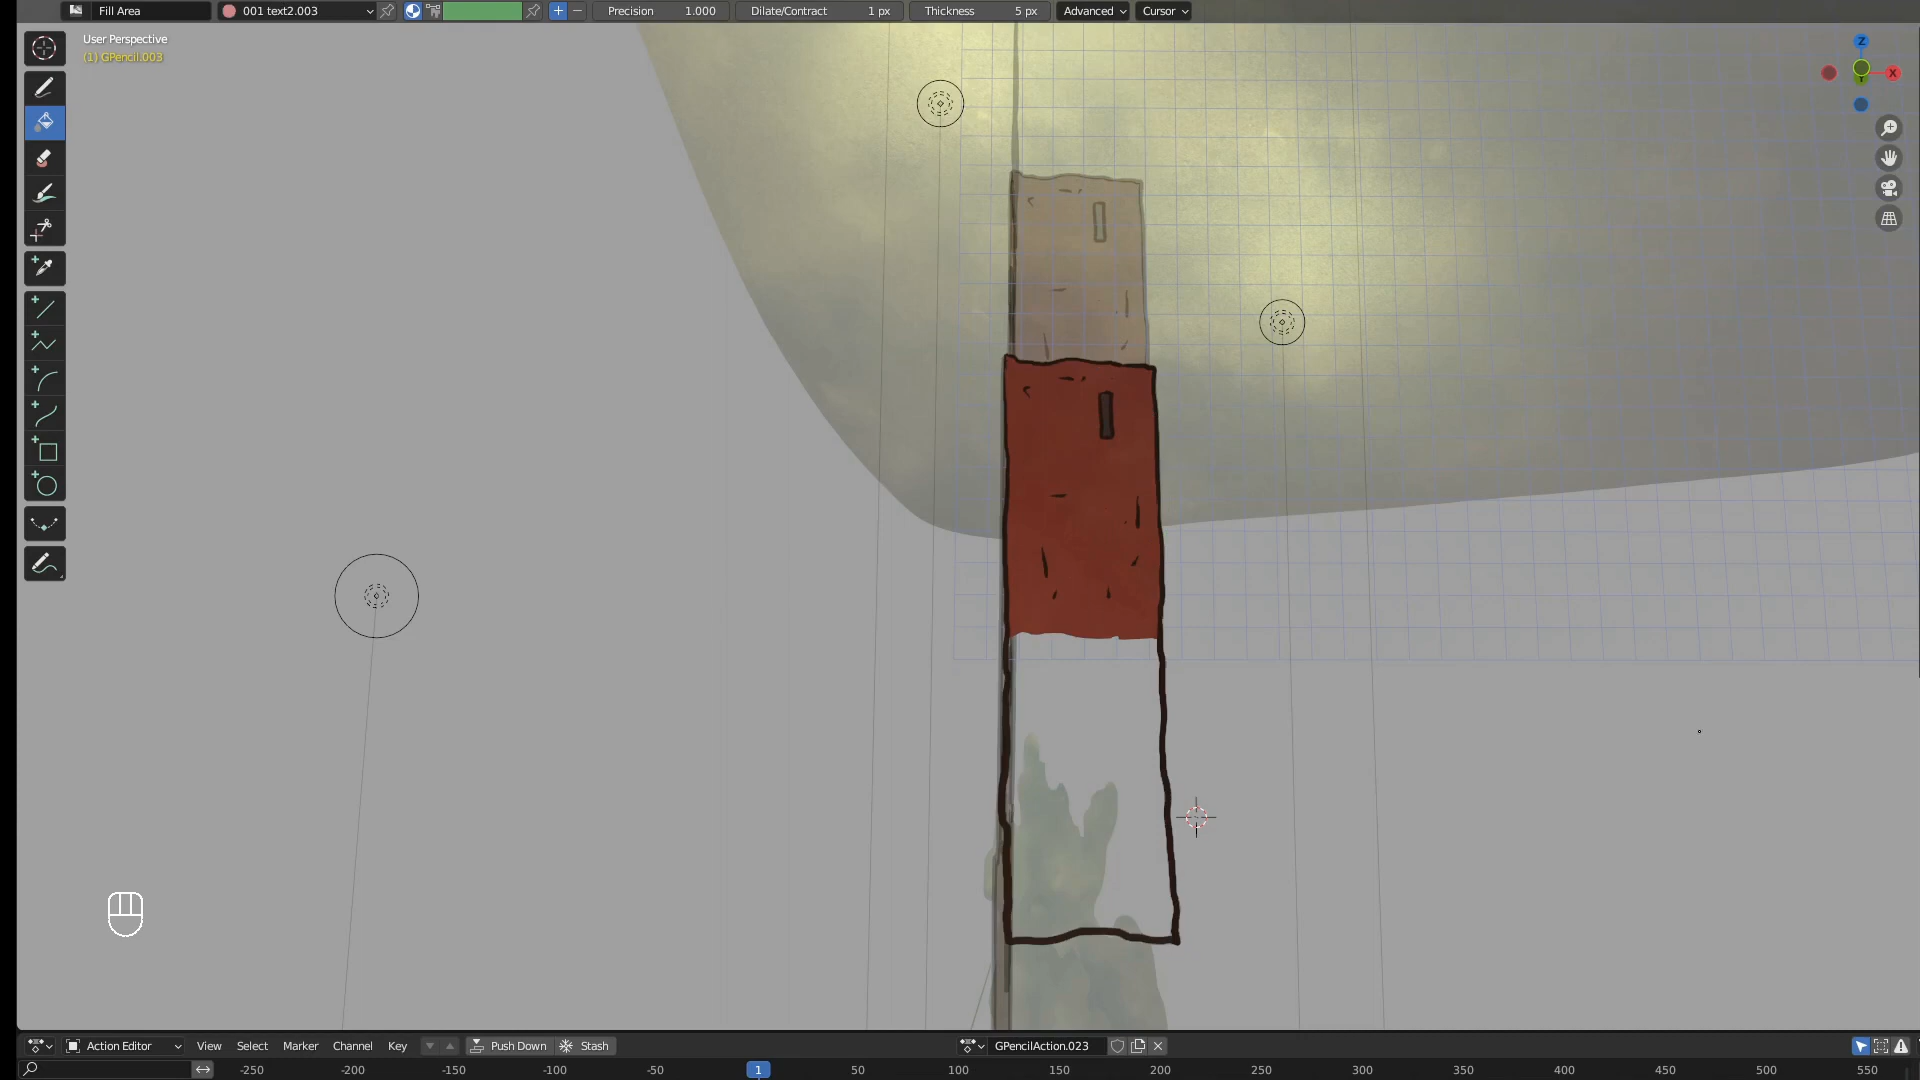 Fill Area 001 text2.003 Precision 1.000 Dilate/Contract 1 px Thickness 5 px Advanced Cursor
User Perspective
(1) GPencil.003
Z
X
Action Editor View Select Marker Channel Key Push Down Stash GPencilAction.023
-250 -200 -150 -100 -50 1 50 100 150 200 250 300 350 400 450 500 550